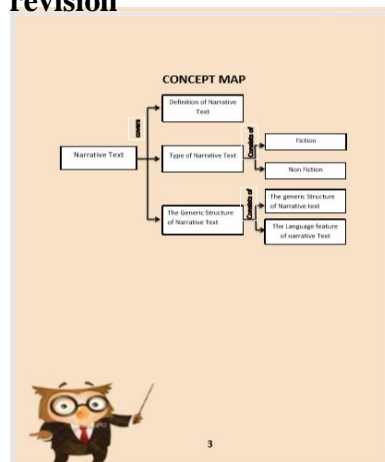 revision
CONCEPT MAP
Definition of Narrative
Text
covers
Consists of
Fiction
Narrative Text
Type of Narrative Text
Non Fiction
Consists of
The generic Structure
of Narrative text
The Generic Structure
of Narrative Text
The Language feature
of narrative Text
3